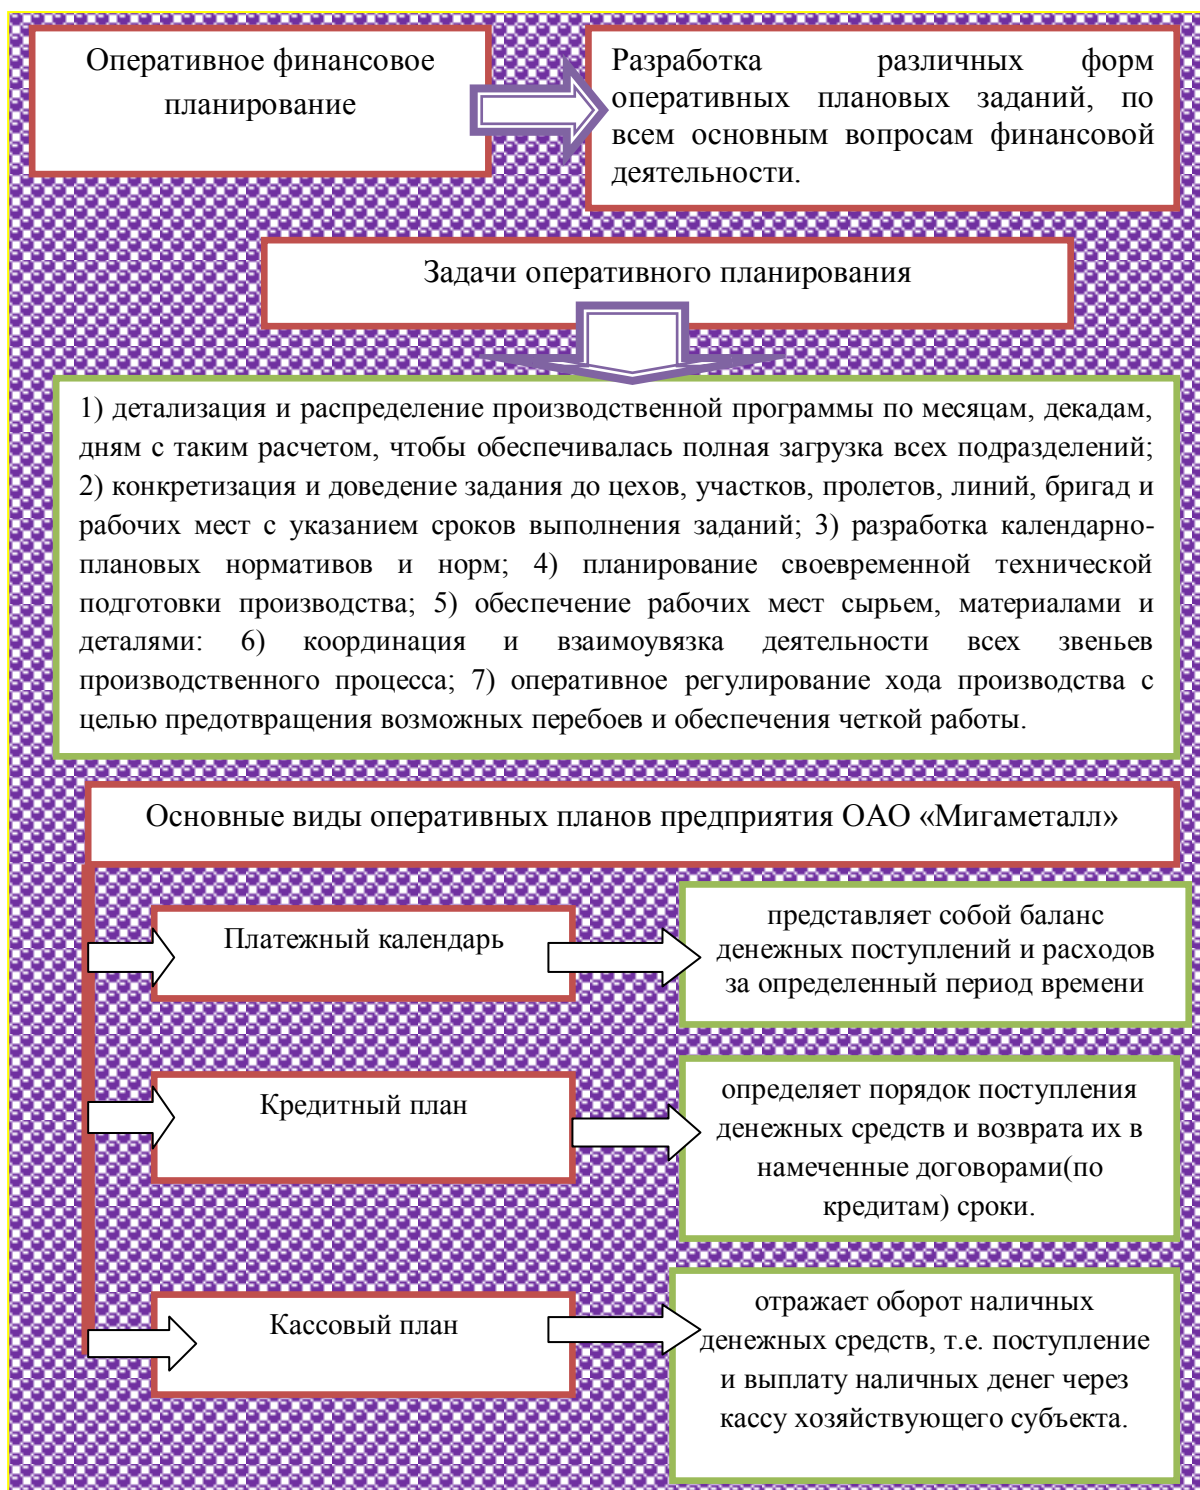 Оперативное финансовое
планирование
Разработка различных форм
оперативных плановых заданий, по
всем основным вопросам финансовой
деятельности.
Задачи оперативного планирования
1) детализация и распределение производственной программы по месяцам, декадам,
дням с таким расчетом, чтобы обеспечивалась полная загрузка всех подразделений;
2) конкретизация и доведение задания до цехов, участков, пролетов, линий, бригад и
рабочих мест с указанием сроков выполнения заданий; 3) разработка календарно-
плановых нормативов и норм; 4) планирование своевременной технической
подготовки производства; 5) обеспечение рабочих мест сырьем, материалами и
деталями: 6) координация и взаимоувязка деятельности всех звеньев
производственного процесса; 7) оперативное регулирование хода производства с
целью предотвращения возможных перебоев и обеспечения четкой работы.
Основные виды оперативных планов предприятия ОАО «Мигаметалл»
Платежный календарь
представляет собой баланс
денежных поступлений и расходов
за определенный период времени
Кредитный план
определяет порядок поступления
денежных средств и возврата их в
намеченные договорами(по
кредитам) сроки.
Кассовый план
отражает оборот наличных
денежных средств, т.е. поступление
и выплату наличных денег через
кассу хозяйствующего субъекта.